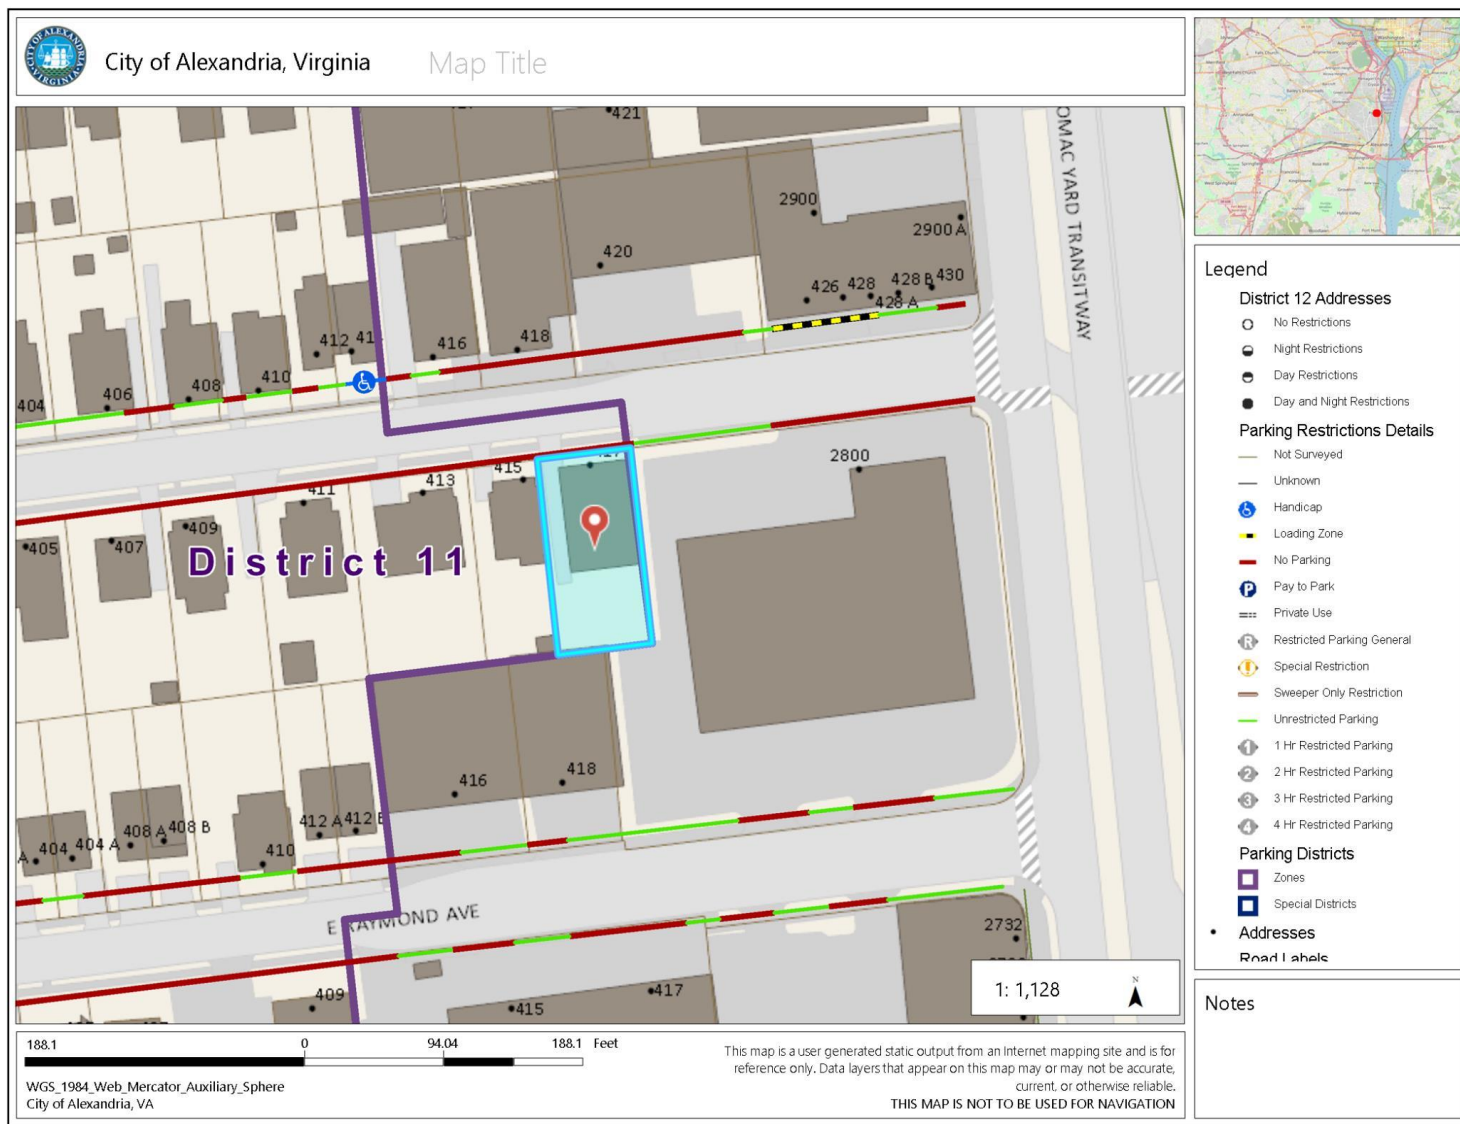 City of Alexandria, Virginia
Map Title
421
2900
2900 A
420
426
428
428 B
430
428 A
412
416
418
404
406
408
410
OMAC YARD TRANSITWAY
2800
415
413
411
409
407
405
District 11
416
418
404
404 A
408 A
408 B
410
412 A
412
E RAYMOND AVE
2732
409
415
417
1: 1,128
N
Legend
District 12 Addresses
No Restrictions
Night Restrictions
Day Restrictions
Day and Night Restrictions
Parking Restrictions Details
Not Surveyed
Unknown
Handicap
Loading Zone
No Parking
Pay to Park
Private Use
Restricted Parking General
Special Restriction
Sweeper Only Restriction
Unrestricted Parking
1 Hr Restricted Parking
2 Hr Restricted Parking
3 Hr Restricted Parking
4 Hr Restricted Parking
Parking Districts
Zones
Special Districts
Addresses
Road Labels
Notes
188.1 0 94.04 188.1 Feet
WGS_1984_Web_Mercator_Auxiliary_Sphere
City of Alexandria, VA
This map is a user generated static output from an Internet mapping site and is for
reference only. Data layers that appear on this map may or may not be accurate,
current, or otherwise reliable.
THIS MAP IS NOT TO BE USED FOR NAVIGATION